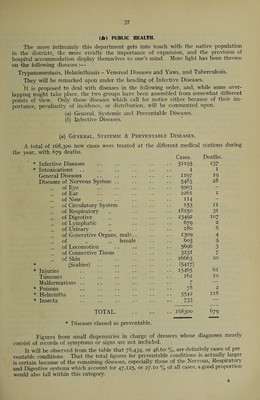 27
(b) PUBLIC HEALTH.
The more intimately this department gets into touch with the native population
in the districts, the more vividly the importance of expansion, and the provision of
hospital accommodation display themselves to one's mind. More light has been thrown
on the following diseases :—
Trypanosomiasis, Helminthiasis – Venereal Diseases and Yaws, and Tuberculosis.
They will be remarked upon under the heading of Infective Diseases.
It is proposed to deal with diseases in the following order, and, while some over-
lapping might take place, the two groups have been assembled from somewhat different
points of view. Only those diseases which call for notice either because of their im-
portance, peculiarity of incidence, or distribution, will be commented upon.
(a) General, Systemic and Preventable Diseases.
(b) Infective Diseases.
(a) GENERAL, SYSTEMIC & PREVENTABLE DISEASES.
A total of 168,300 new cases were treated at the different medical stations during
the year, with 679 deaths.
Cases. Deaths.
* Infective Diseases .. 51193 237
* Intoxications .. 1 1
General Diseases .. 1197 19
Diseases of Nervous System .. 5483 28
„ of Eye .. 5903 –
„ of Ear .. 2261 1
„ of Nose .. 114 –
„ of Circulatory System .. 153 11
„ of Respiratory .. 18150 31
„ of Digestive .. 23492 107
„ of Lymphatic .. 679 2
„ of Urinary .. 180 8
„ of Generative Organs, male .. 1309 4
„ of „ „ female .. 603 9
„ of Locomotion .. 5696 3
„ of Connective Tissue .. 3231 7
„ of Skin .. 26663 20
* (Scabies) .. (5417)
* Injuries .. 15465 61
Tumours .. 162 10
Malformations .. 7 –
* Poisons .. 78 2
* Helminths .. 5542 118
* Insecta .. 733 –
TOTAL. .. 168300 679
* Diseases classed as preventable.
Figures from small dispensaries in charge of dressers whose diagnoses merely
consist of records of symptoms or signs are not included.
It will be observed from the table that 78,434, or 46.60 %, are definitely cases of pre-
ventable conditions. That the total figures for preventable conditions is actually larger
is certain because of the remaining diseases, especially those of the Nervous, Respiratory
and Digestive systems which account for 47,125, or 27.10 % of all cases, a good proportion
would also fall within this category.
4